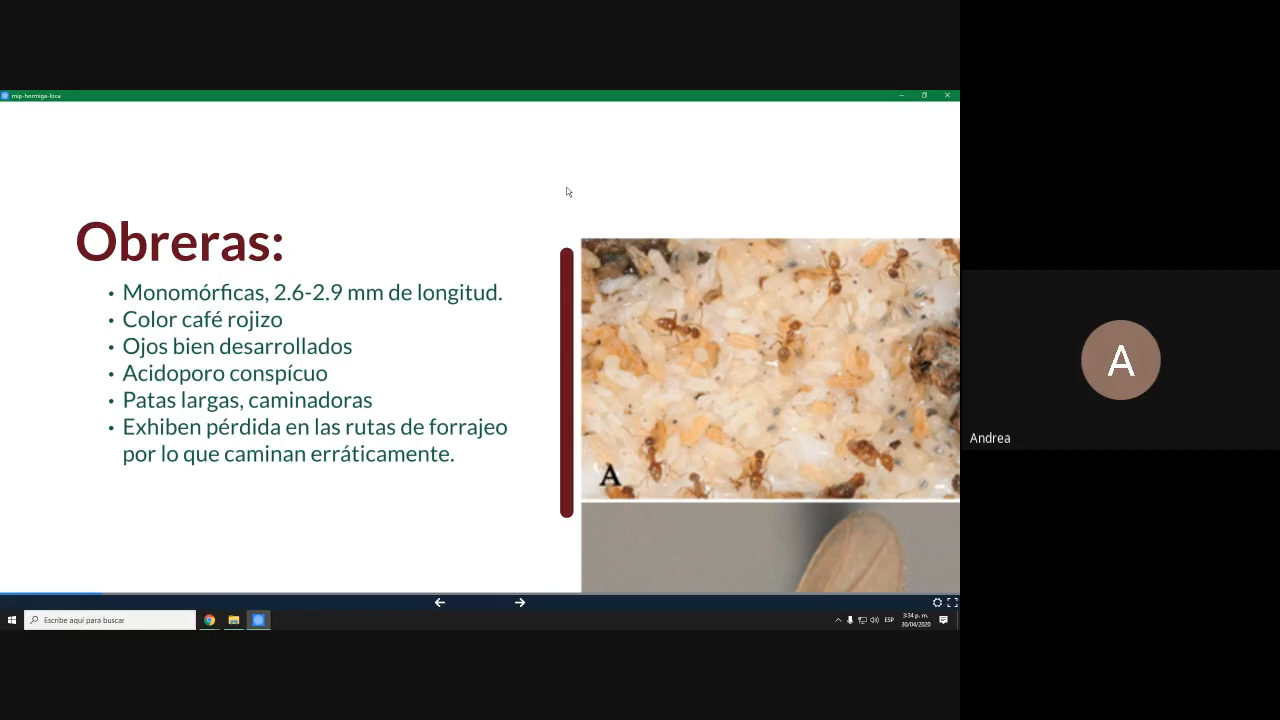 mip-hormiga-loca
Obreras:
• Monomórficas, 2.6-2.9 mm de longitud.
• Color café rojizo
• Ojos bien desarrollados
• Acidoporo conspícuo
• Patas largas, caminadoras
• Exhiben pérdida en las rutas de forrajeo
por lo que caminan erráticamente.
A
A
Andrea
Escribe aquí para buscar
ESP
3:34 p. m.
30/04/2020